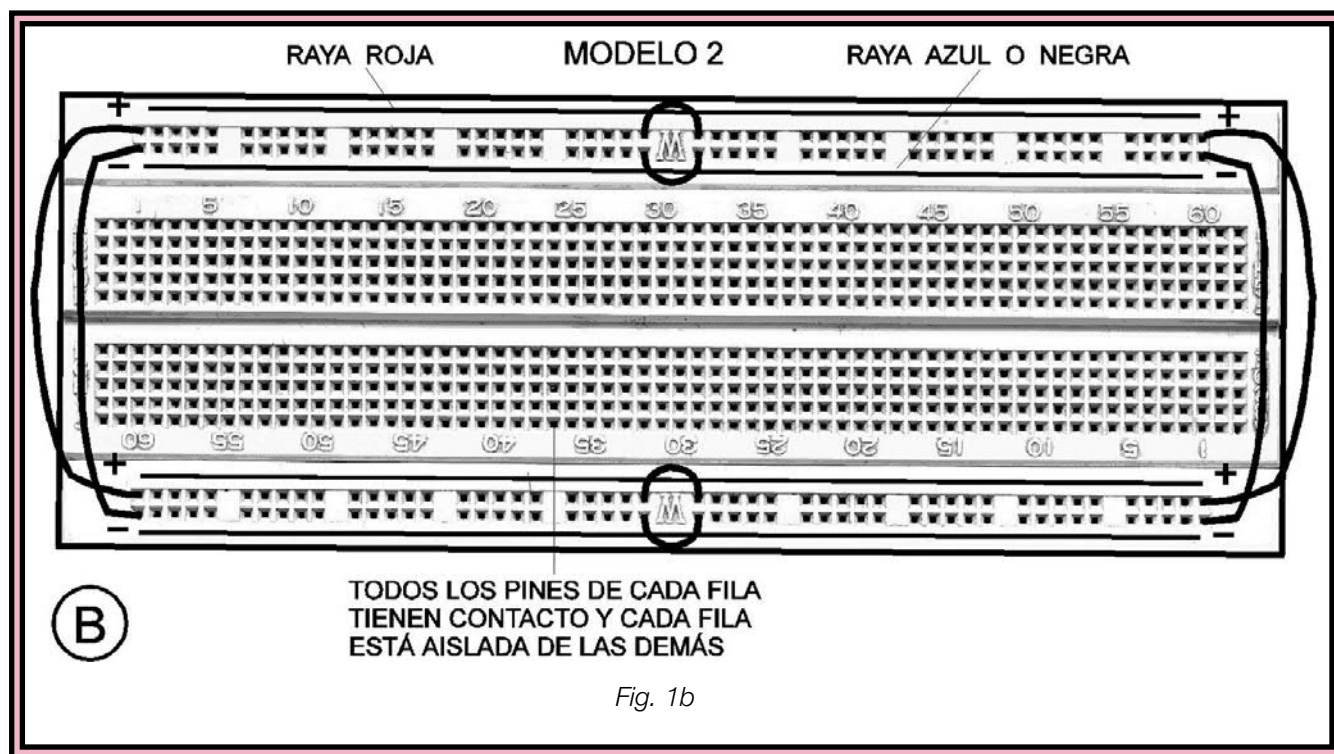 RAYA ROJA MODELO 2 RAYA AZUL O NEGRA
+ +
W
- -
1 5 10 15 20 25 30 35 40 45 50 55 60
60 55 50 45 40 35 30 25 20 15 10 5 1
+ +
W
- -
TODOS LOS PINES DE CADA FILA
TIENEN CONTACTO Y CADA FILA
ESTÁ AISLADA DE LAS DEMÁS
B
Fig. 1b